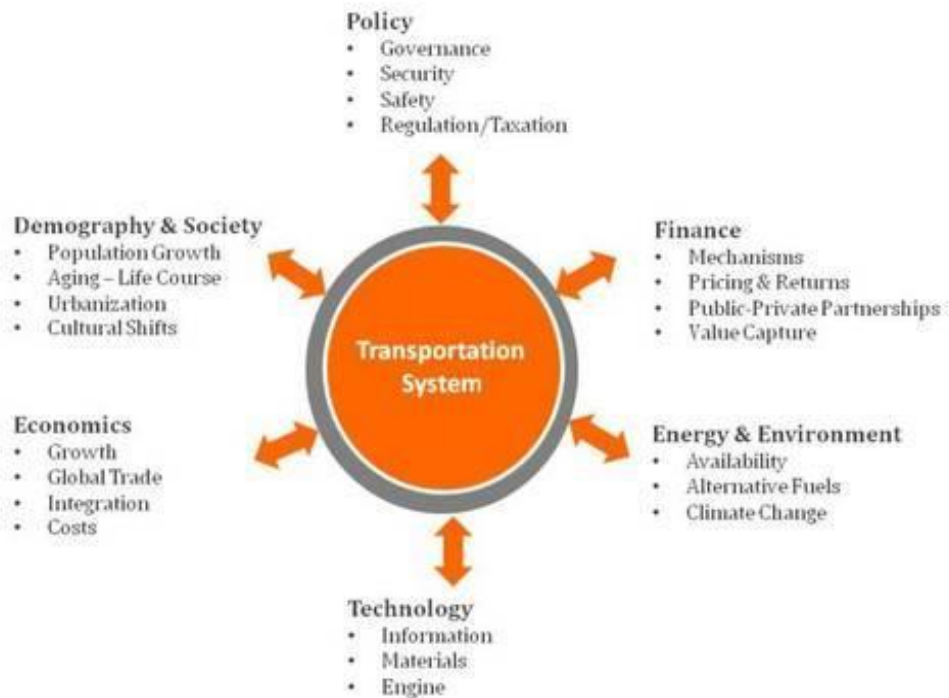 Policy
• Governance
• Security
• Safety
• Regulation/Taxation
Demography & Society
• Population Growth
• Aging – Life Course
• Urbanization
• Cultural Shifts
Finance
• Mechanisms
• Pricing & Returns
• Public-Private Partnerships
• Value Capture
Transportation
System
Economics
• Growth
• Global Trade
• Integration
• Costs
Energy & Environment
• Availability
• Alternative Fuels
• Climate Change
Technology
• Information
• Materials
• Engine